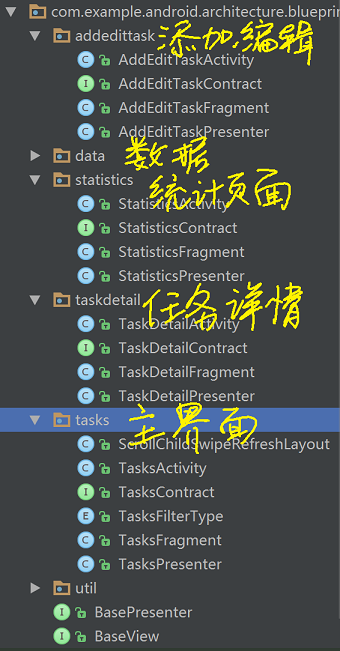 com.example.android.architecture.blueprin
addedittask 添加.编辑
AddEditTaskActivity
AddEditTaskContract
AddEditTaskFragment
AddEditTaskPresenter
data 数据
statistics 统计页面
StatisticsActivity
StatisticsContract
StatisticsFragment
StatisticsPresenter
taskdetail 任务详情
TaskDetailActivity
TaskDetailContract
TaskDetailFragment
TaskDetailPresenter
tasks 主界面
ScrollChildSwipeRefreshLayout
TasksActivity
TasksContract
TasksFilterType
TasksFragment
TasksPresenter
util
BasePresenter
BaseView